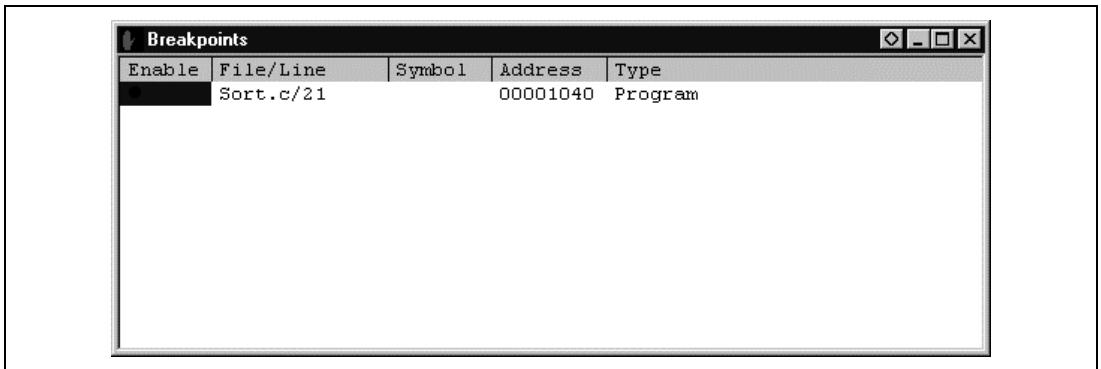 Breakpoints
Enable File/Line Symbol Address Type
Sort.c/21 00001040 Program